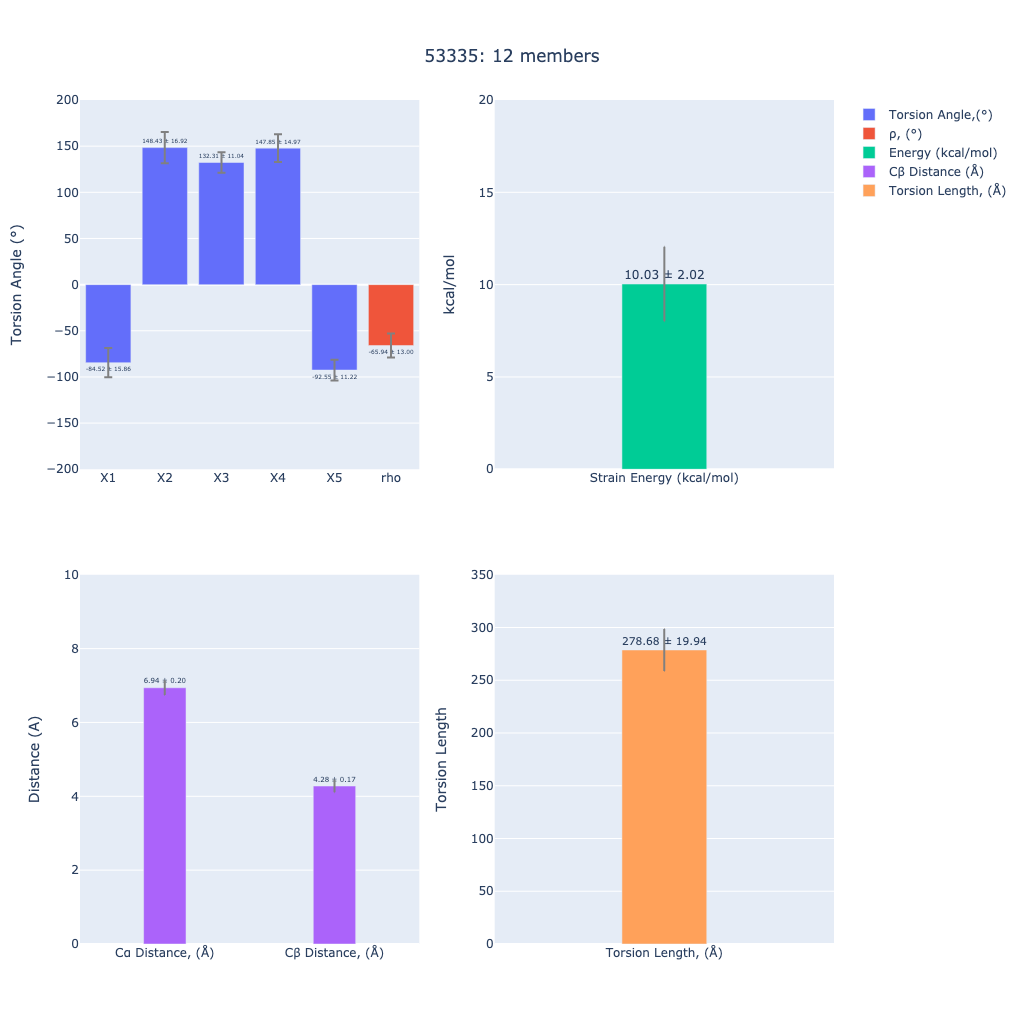 53335: 12 members
Torsion Angle (°)
200
150
100
50
0
−50
−100
−150
−200
148.43 ± 16.92
132.31 ± 11.04
147.85 ± 14.97
-84.52 ± 15.86
-92.55 ± 11.22
-65.94 ± 13.00
X1 X2 X3 X4 X5 rho
kcal/mol
20
15
10
5
0
10.03 ± 2.02
Strain Energy (kcal/mol)
Torsion Angle,(°)
ρ, (°)
Energy (kcal/mol)
Cβ Distance (Å)
Torsion Length, (Å)
Distance (A)
10
8
6
4
2
0
6.94 ± 0.20
4.28 ± 0.17
Cα Distance, (Å) Cβ Distance, (Å)
Torsion Length
350
300
250
200
150
100
50
0
278.68 ± 19.94
Torsion Length, (Å)